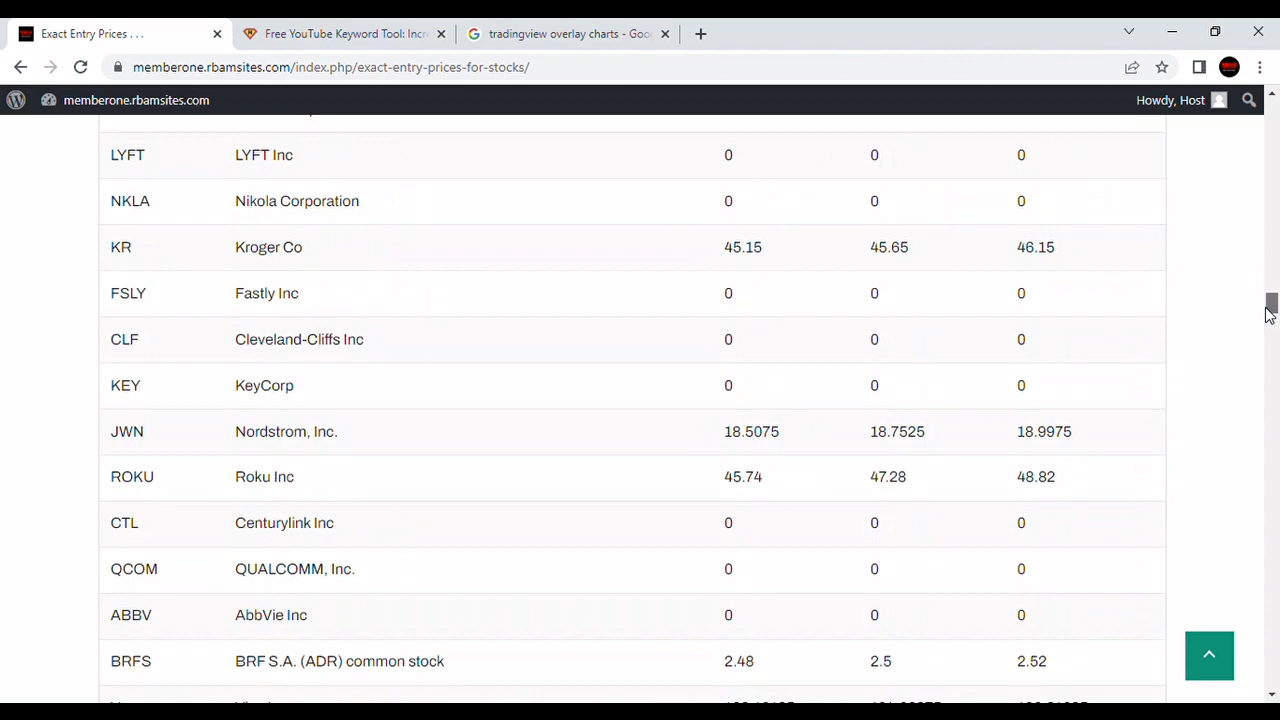 Exact Entry Prices . . .
Free YouTube Keyword Tool: Incr
tradingview overlay charts - Goo
memberone.rbamsites.com/index.php/exact-entry-prices-for-stocks/
memberone.rbamsites.com
Howdy, Host
LYFT LYFT Inc 0 0 0
NKLA Nikola Corporation 0 0 0
KR Kroger Co 45.15 45.65 46.15
FSLY Fastly Inc 0 0 0
CLF Cleveland-Cliffs Inc 0 0 0
KEY KeyCorp 0 0 0
JWN Nordstrom, Inc. 18.5075 18.7525 18.9975
ROKU Roku Inc 45.74 47.28 48.82
CTL Centurylink Inc 0 0 0
QCOM QUALCOMM, Inc. 0 0 0
ABBV AbbVie Inc 0 0 0
BRFS BRF S.A. (ADR) common stock 2.48 2.5 2.52